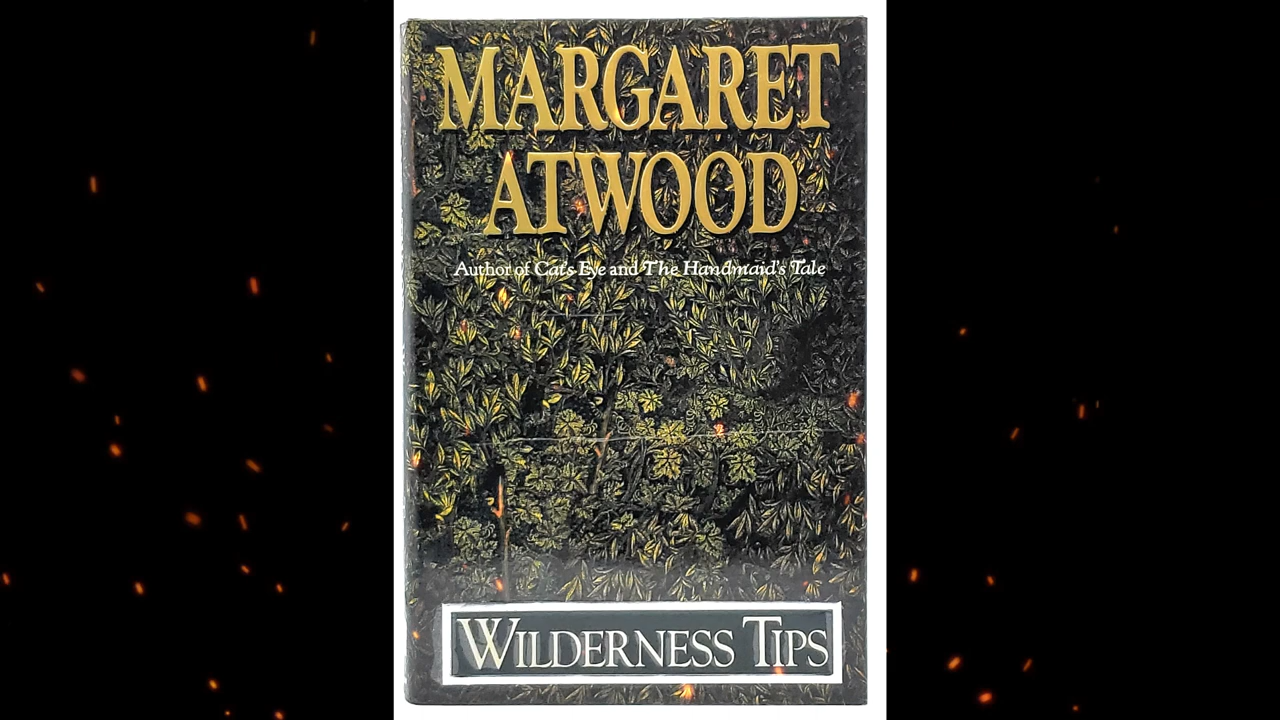 MARGARET
ATWOOD
Author of Cat's Eye and The Handmaid's Tale
WILDERNESS TIPS